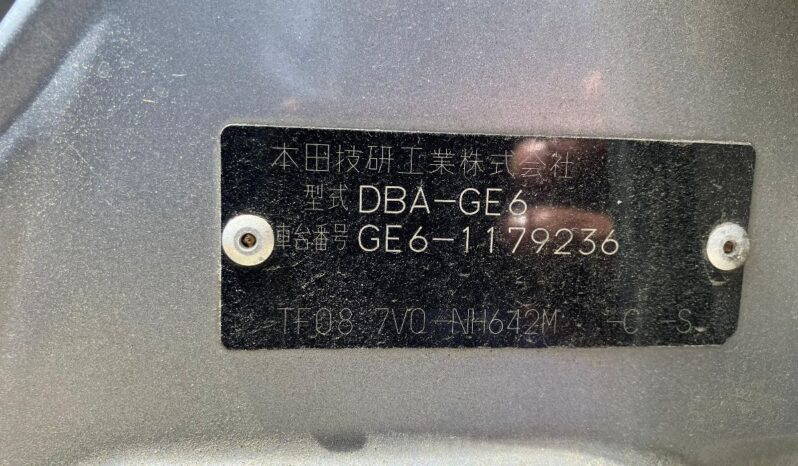 本田技研工業株式会社
型式 DBA-GE6
車台番号 GE6-1179236
TF08 7V0-NH642M -C -S